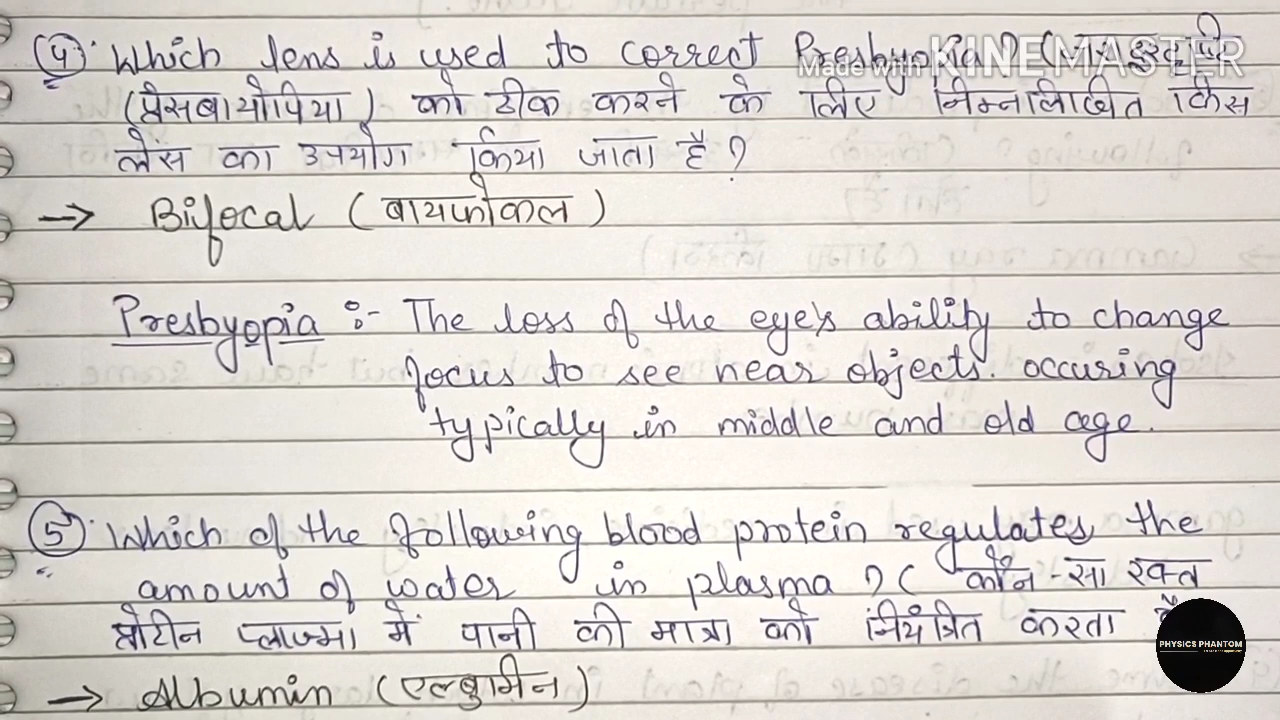 (4). Which lens is used to correct Presbyopia? (
Made with KINEMASTER
(प्रेसबायोपिया) को ठीक करने के लिए निम्नलिखित किस
लेंस का उपयोग किया जाता है?
→ Bifocal (बायफोकल)
Presbyopia :- The loss of the eye's ability to change
focus to see near objects. occuring
typically in middle and old age.
(5). Which of the following blood protein regulates the
amount of water in plasma? (कौन-सा रक्त
प्रोटीन प्लाज्मा में पानी की मात्रा को नियंत्रित करता है
PHYSICS PHANTOM
→ Albumin (एल्बुमिन)